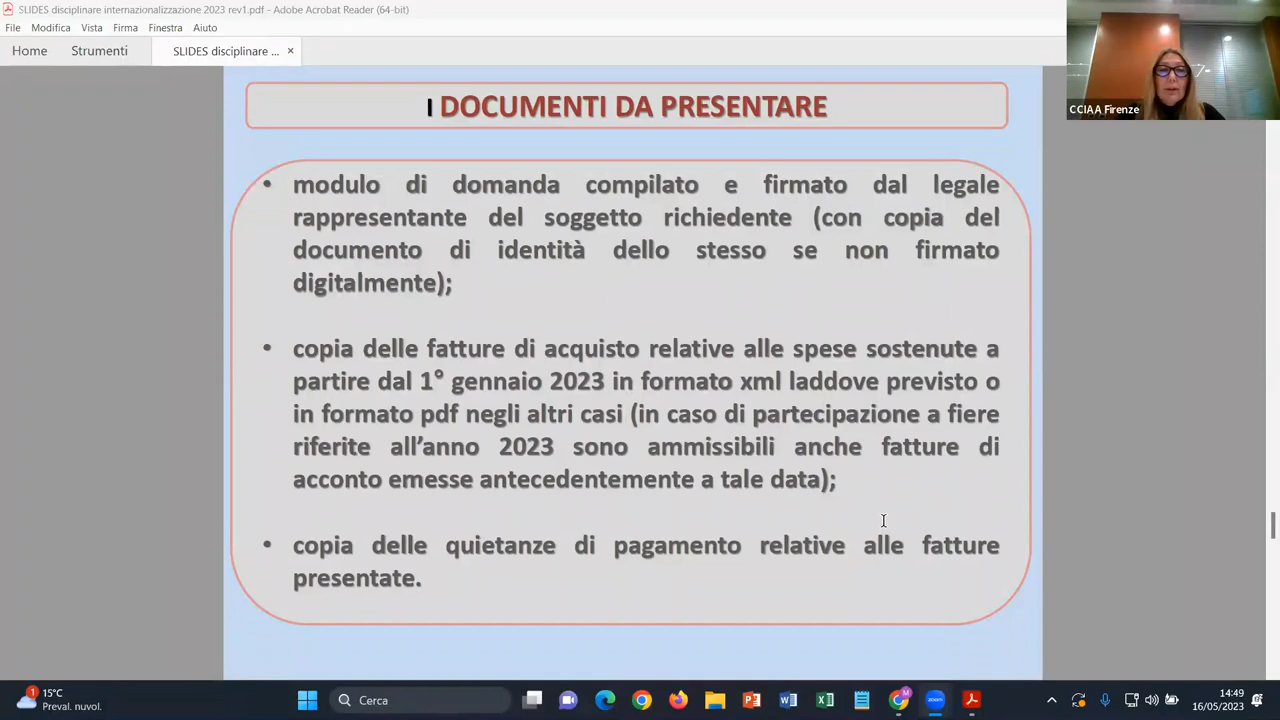 SLIDES disciplinare internazionalizzazione 2023 rev1.pdf - Adobe Acrobat Reader (64-bit)
File Modifica Vista Firma Finestra Aiuto
Home Strumenti SLIDES disciplinare ... ×
CCIAA Firenze
I DOCUMENTI DA PRESENTARE
• modulo di domanda compilato e firmato dal legale
rappresentante del soggetto richiedente (con copia del
documento di identità dello stesso se non firmato
digitalmente);
• copia delle fatture di acquisto relative alle spese sostenute a
partire dal 1° gennaio 2023 in formato xml laddove previsto o
in formato pdf negli altri casi (in caso di partecipazione a fiere
riferite all’anno 2023 sono ammissibili anche fatture di
acconto emesse antecedentemente a tale data);
• copia delle quietanze di pagamento relative alle fatture
presentate.
1
15°C
Preval. nuvol.
Cerca
14:49
16/05/2023